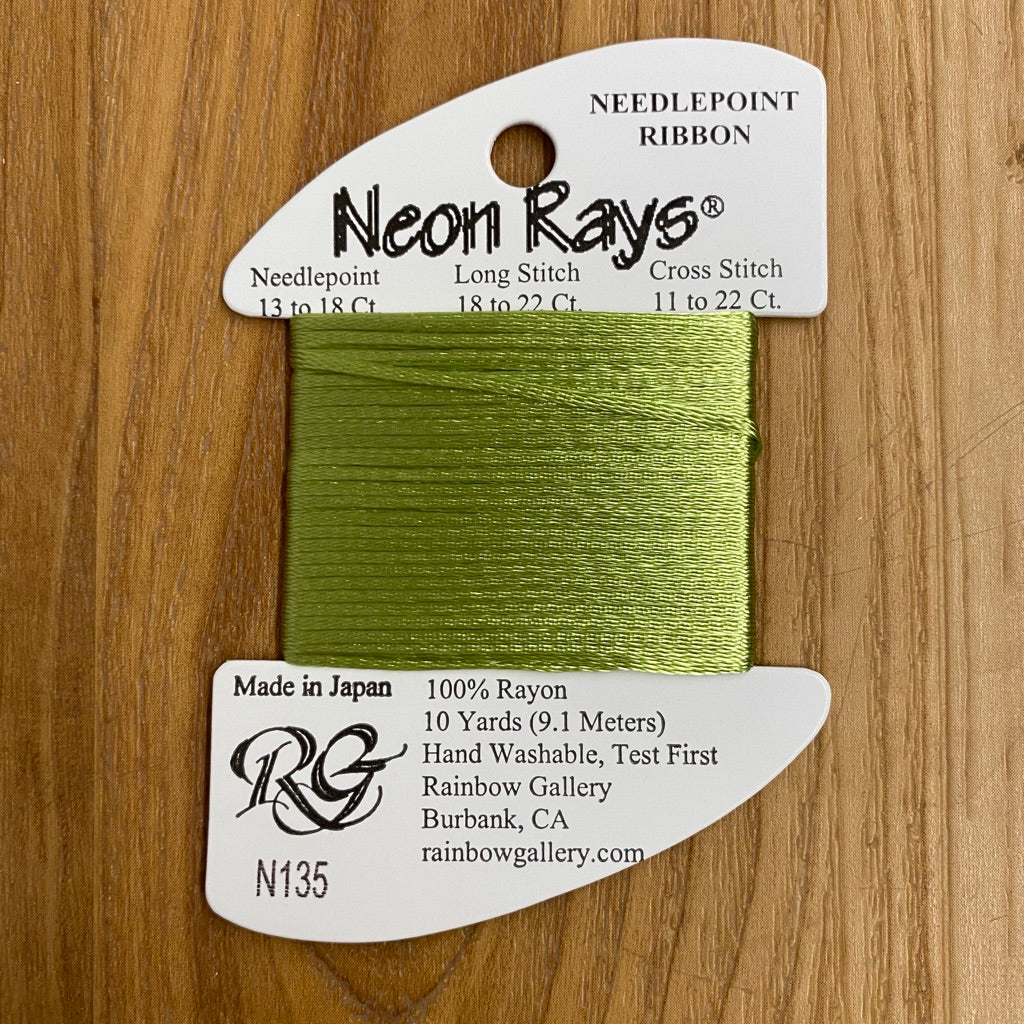 NEEDLEPOINT
RIBBON
Neon Rays®
Needlepoint Long Stitch Cross Stitch
13 to 18 Ct. 18 to 22 Ct. 11 to 22 Ct.
Made in Japan
100% Rayon
10 Yards (9.1 Meters)
Hand Washable, Test First
Rainbow Gallery
Burbank, CA
rainbowgallery.com
RG
N135